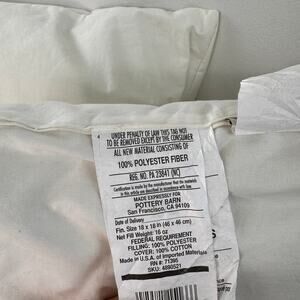 UNDER PENALTY OF LAW THIS TAG NOT
TO BE REMOVED EXCEPT BY THE CONSUMER
ALL NEW MATERIAL CONSISTING OF
100% POLYESTER FIBER
REG. NO. PA 23841 (NC)
Certification is made by the manufacturer that the materials in
this article are described in accordance with law.
MADE EXPRESSLY FOR
POTTERY BARN
San Francisco, CA 94109
Date of Delivery
Fin. Size 18 x 18 in (46 x 46 cm)
Net Fill Weight: 16 oz
FEDERAL REQUIREMENT
FILLING: 100% POLYESTER
COVER: 100% COTTON
Made in U.S.A. of Imported Materials
RN # 71395
SKU: 4890521